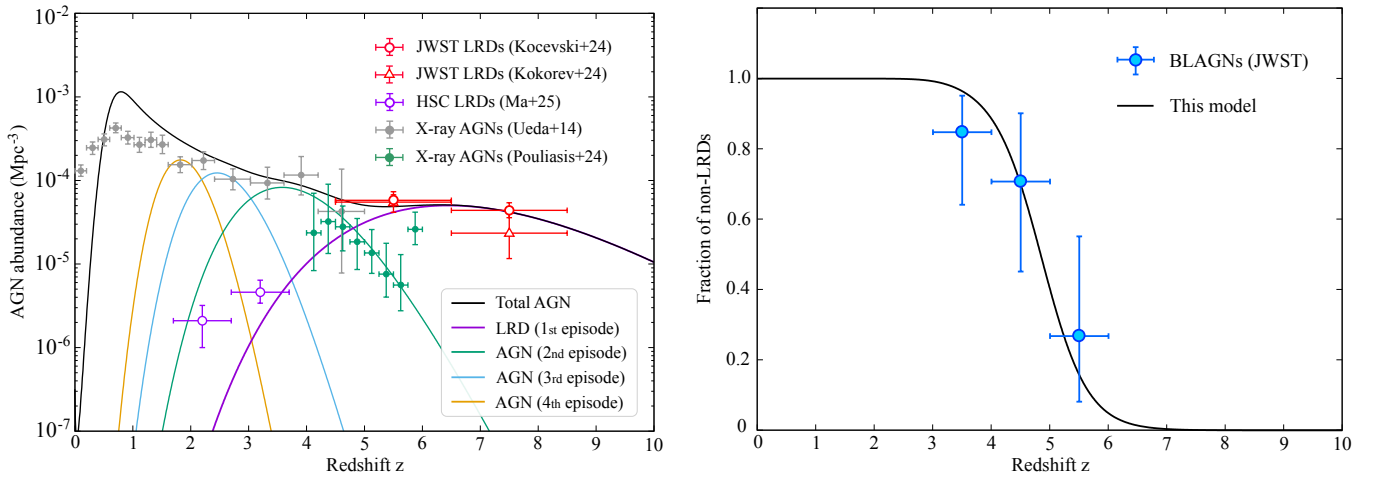 10⁻²
10⁻³
10⁻⁴
10⁻⁵
10⁻⁶
10⁻⁷
AGN abundance (Mpc⁻³)
JWST LRDs (Kocevski+24)
JWST LRDs (Kokorev+24)
HSC LRDs (Ma+25)
X-ray AGNs (Ueda+14)
X-ray AGNs (Pouliasis+24)
Total AGN
LRD (1st episode)
AGN (2nd episode)
AGN (3rd episode)
AGN (4th episode)
0 1 2 3 4 5 6 7 8 9 10
Redshift z
Fraction of non-LRDs
1.0
0.8
0.6
0.4
0.2
0
BLAGNs (JWST)
This model
0 1 2 3 4 5 6 7 8 9 10
Redshift z